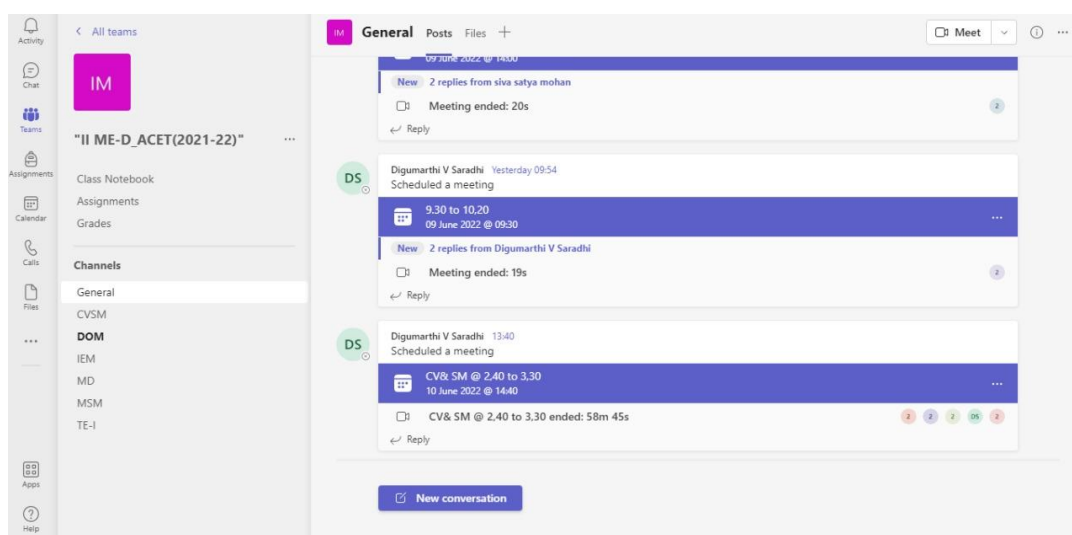 Activity
Chat
Teams
Assignments
Calendar
Calls
Files
Apps
Help
All teams
IM
"II ME-D_ACET(2021-22)"
Class Notebook
Assignments
Grades
Channels
General
CVSM
DOM
IEM
MD
MSM
TE-I
IM General Posts Files
Meet
09 June 2022 @ 14:00
New 2 replies from siva satya mohan
Meeting ended: 20s 2
Reply
DS
Digumarthi V Saradhi Yesterday 09:54
Scheduled a meeting
9.30 to 10,20
09 June 2022 @ 09:30
New 2 replies from Digumarthi V Saradhi
Meeting ended: 19s 2
Reply
DS
Digumarthi V Saradhi 13:40
Scheduled a meeting
CV& SM @ 2,40 to 3,30
10 June 2022 @ 14:40
CV& SM @ 2,40 to 3,30 ended: 58m 45s 2 2 2 DS 2
Reply
New conversation